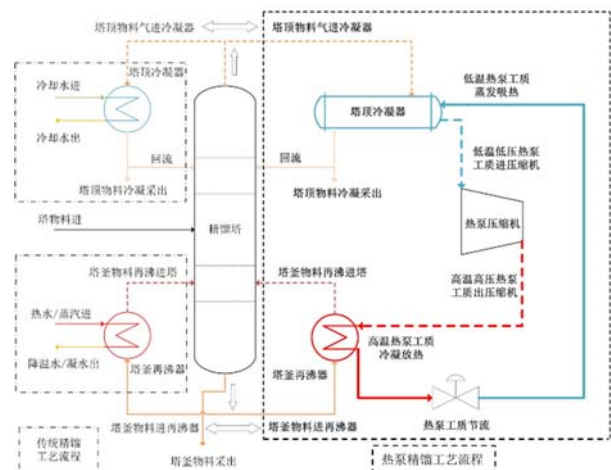 塔顶物料气进冷凝器
塔顶物料气进冷凝器
塔顶冷凝器
冷却水进
冷却水出
回流
塔顶物料冷凝采出
塔物料进
精馏塔
塔釜物料再沸进塔
热水/蒸汽进
降温水/凝水出
塔釜再沸器
塔釜物料进再沸器
传统精馏
工艺流程
塔釜物料采出
低温热泵工质
蒸发吸热
塔顶冷凝器
回流
塔顶物料冷凝采出
低温低压热泵
工质进压缩机
热泵压缩机
塔釜物料再沸进塔
高温高压热泵
工质出压缩机
高温热泵工质
冷凝放热
塔釜再沸器
塔釜物料进再沸器
热泵工质节流
热泵精馏工艺流程